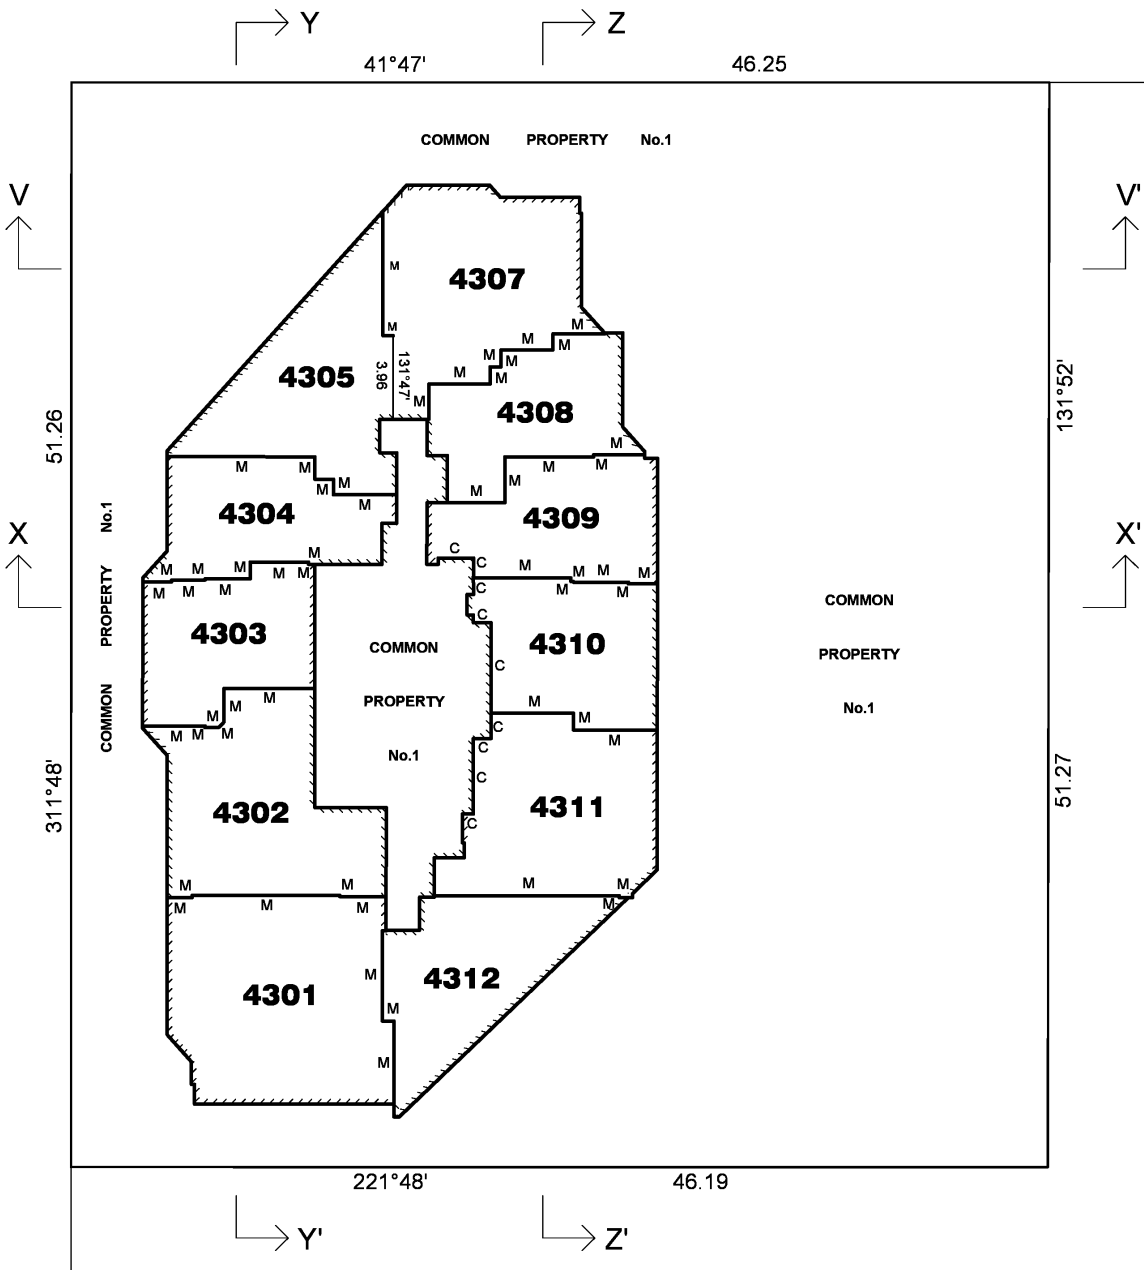 Y
Z
41°47'
46.25
COMMON PROPERTY No.1
V
V'
M
4307
M
M
M
M
M
131°47'
3.96
4305
M
M
M
M
4308
131°52'
51.26
M
M
M
M
M
M
M
M
M
M
M
4304
4309
COMMON PROPERTY No.1
X
X'
C
M
C
M
M
M
M
M
M
M
M
M
M
M
M
C
M
M
COMMON
C
4303
4310
COMMON
PROPERTY
C
M
PROPERTY
M
M
M
M
No.1
M
M
M
C
M
M
C
No.1
C
51.27
311°48'
4302
4311
C
M
M
M
M
M
M
M
M
4312
M
4301
M
M
221°48'
46.19
Y'
Z'